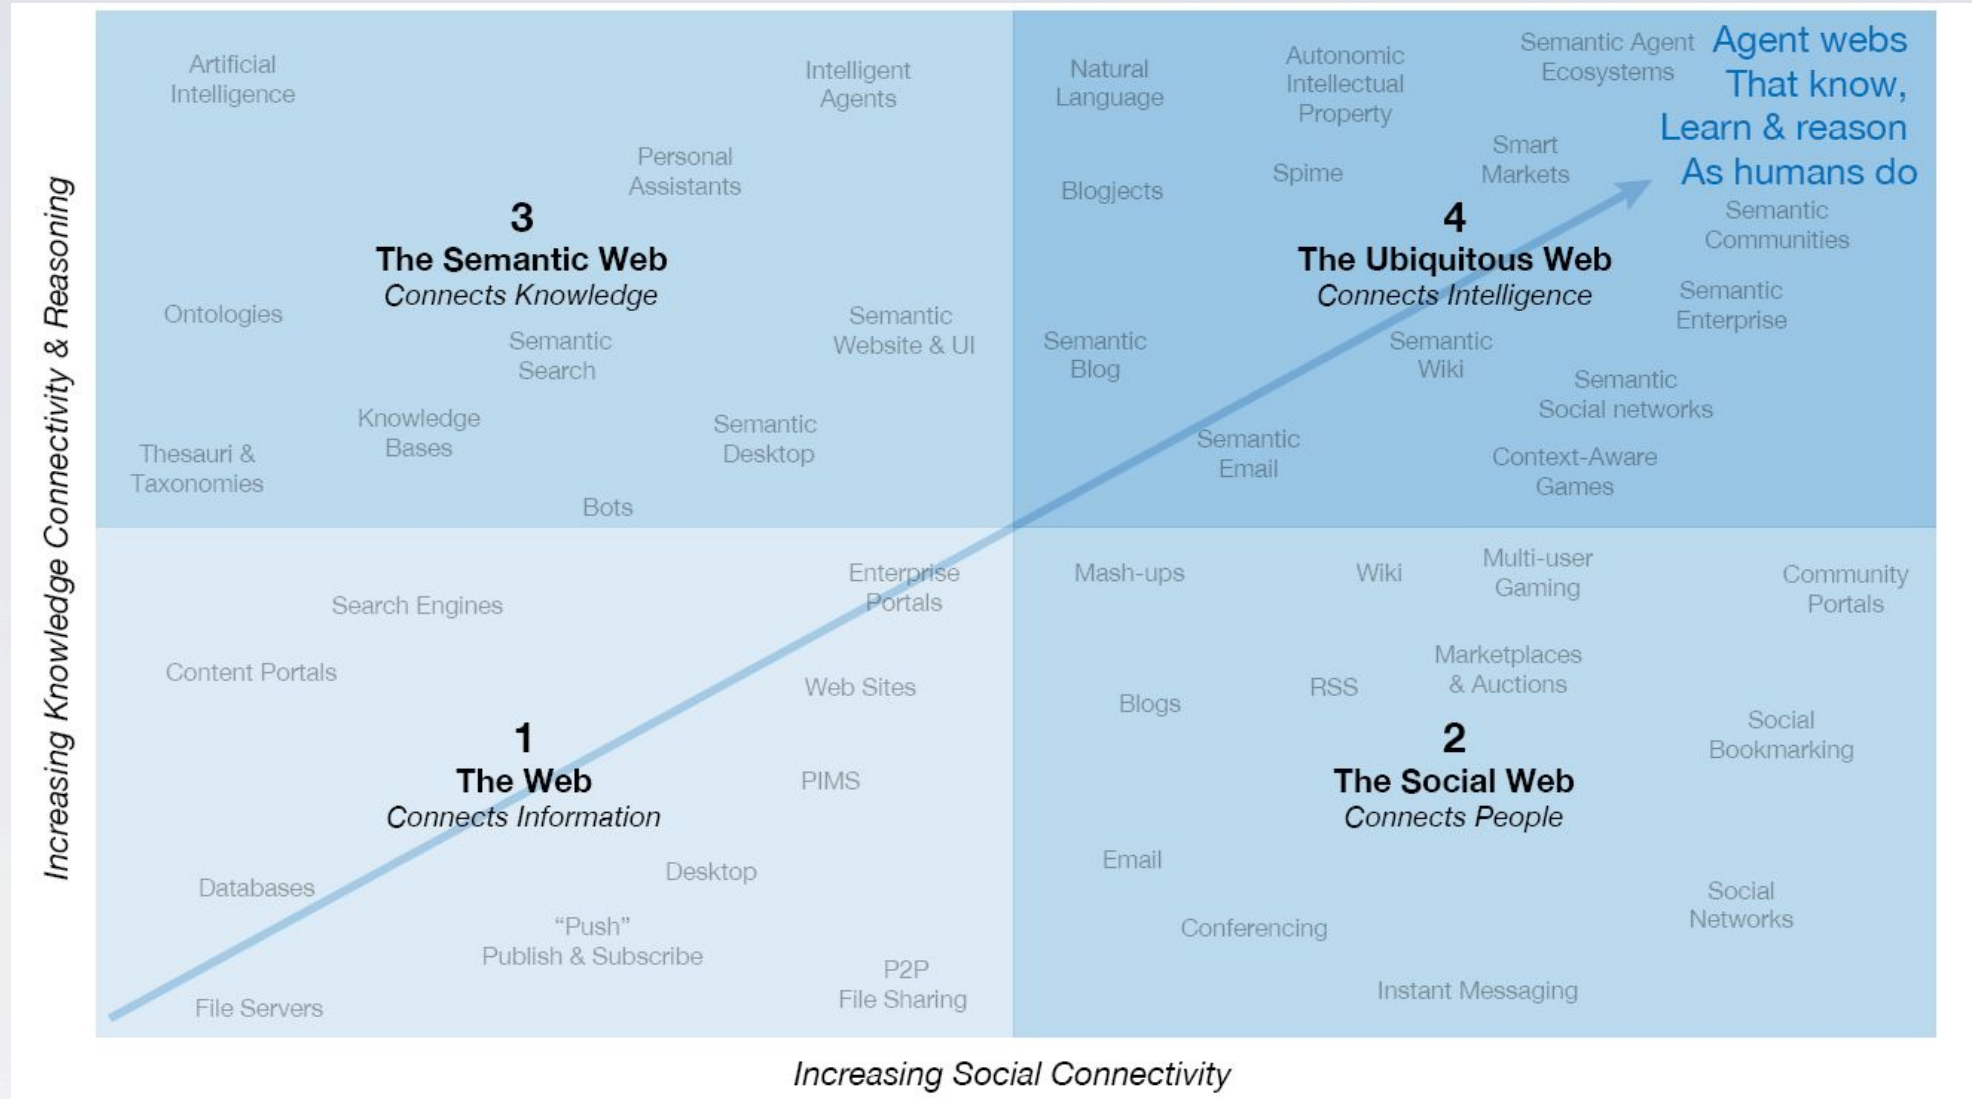 Increasing Knowledge Connectivity & Reasoning
Artificial
Intelligence
Intelligent
Agents
Personal
Assistants
3
The Semantic Web
Connects Knowledge
Ontologies
Semantic
Search
Semantic
Website & UI
Knowledge
Bases
Semantic
Desktop
Thesauri &
Taxonomies
Bots
Natural
Language
Autonomic
Intellectual
Property
Semantic Agent
Ecosystems
Agent webs
That know,
Learn & reason
As humans do
Smart
Markets
Spime
Blogjects
4
The Ubiquitous Web
Connects Intelligence
Semantic
Communities
Semantic
Enterprise
Semantic
Blog
Semantic
Wiki
Semantic
Social networks
Semantic
Email
Context-Aware
Games
Search Engines
Enterprise
Portals
Content Portals
Web Sites
1
The Web
Connects Information
PIMS
Desktop
Databases
“Push”
Publish & Subscribe
P2P
File Sharing
File Servers
Mash-ups
Wiki
Multi-user
Gaming
Community
Portals
Marketplaces
& Auctions
RSS
Blogs
Social
Bookmarking
2
The Social Web
Connects People
Email
Social
Networks
Conferencing
Instant Messaging
Increasing Social Connectivity